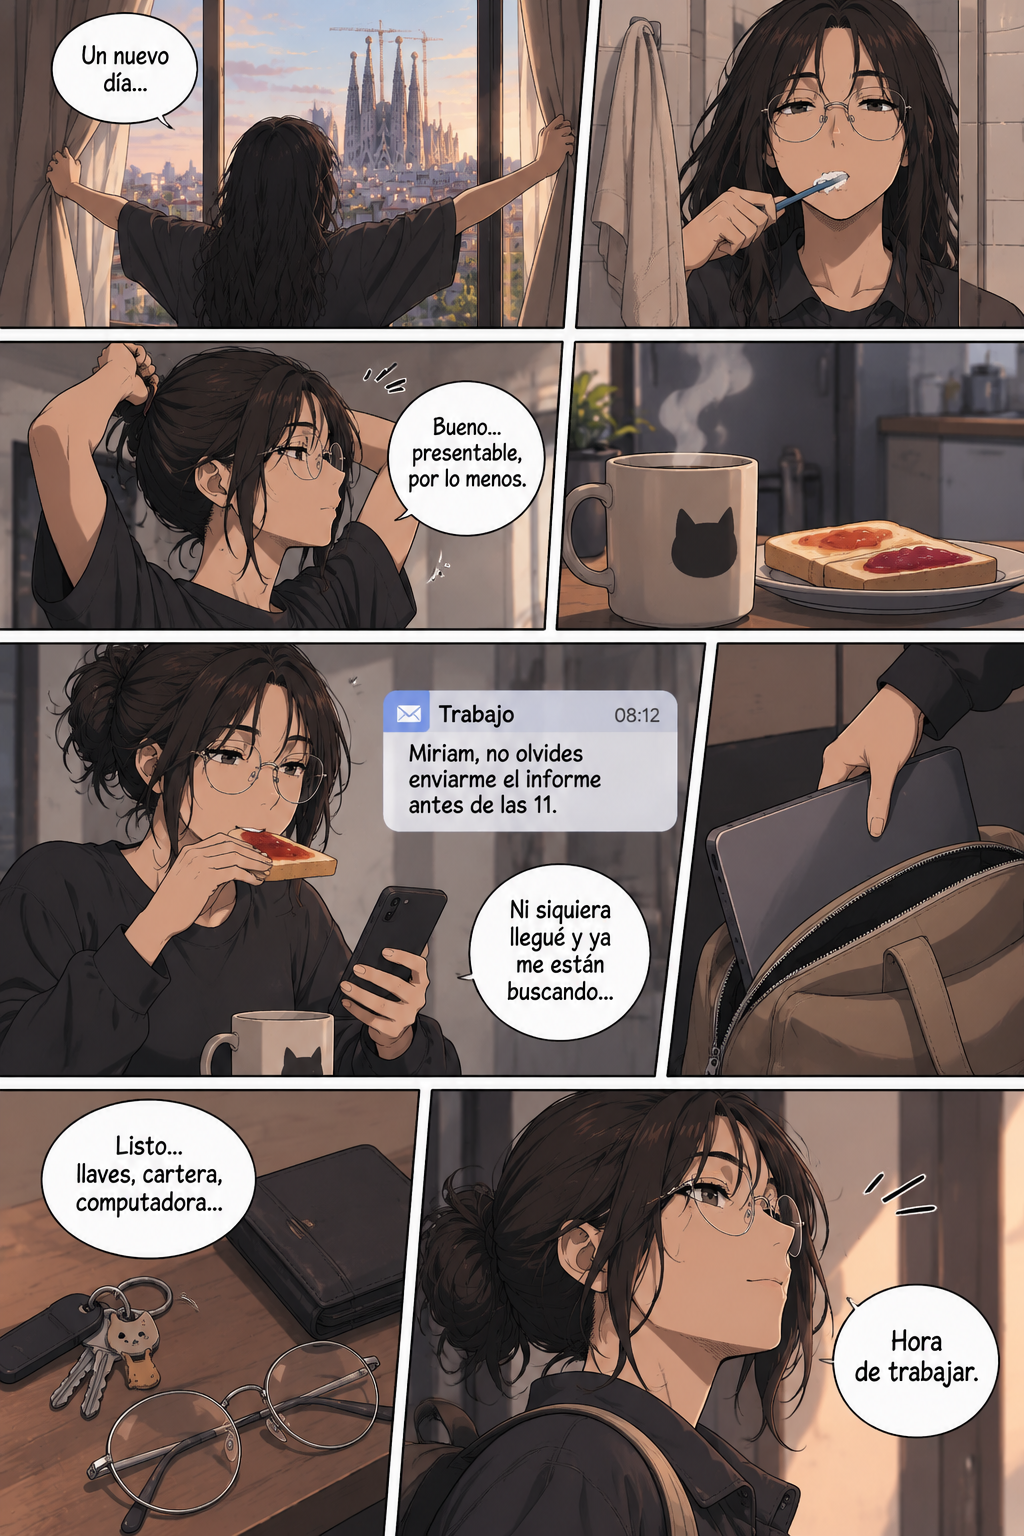 Un nuevo
día...
Bueno...
presentable,
por lo menos.
Trabajo 08:12
Miriam, no olvides
enviarme el informe
antes de las 11.
Ni siquiera
llegué y ya
me están
buscando...
Listo...
llaves, cartera,
computadora...
Hora
de trabajar.